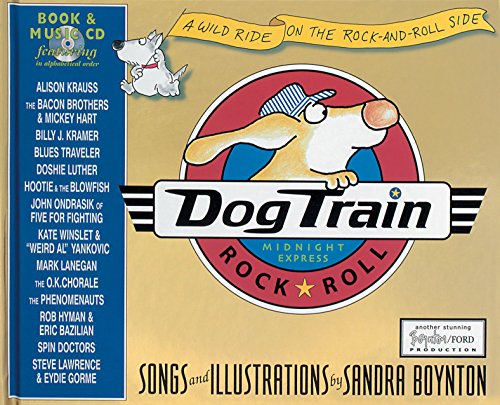 BOOK &
MUSIC CD
featuring
in alphabetical order
ALISON KRAUSS
THE BACON BROTHERS
& MICKEY HART
BILLY J. KRAMER
BLUES TRAVELER
DOSHIE LUTHER
HOOTIE & THE BLOWFISH
JOHN ONDRASIK OF
FIVE FOR FIGHTING
KATE WINSLET &
"WEIRD AL" YANKOVIC
MARK LANEGAN
THE O.K. CHORALE
THE PHENOMENAUTS
ROB HYMAN &
ERIC BAZILIAN
SPIN DOCTORS
STEVE LAWRENCE
& EYDIE GORME
A WILD RIDE ON THE ROCK-AND-ROLL SIDE
Dog Train
MIDNIGHT
EXPRESS
ROCK ★ ROLL
another stunning
Boynton/FORD
PRODUCTION
SONGS and ILLUSTRATIONS by SANDRA BOYNTON